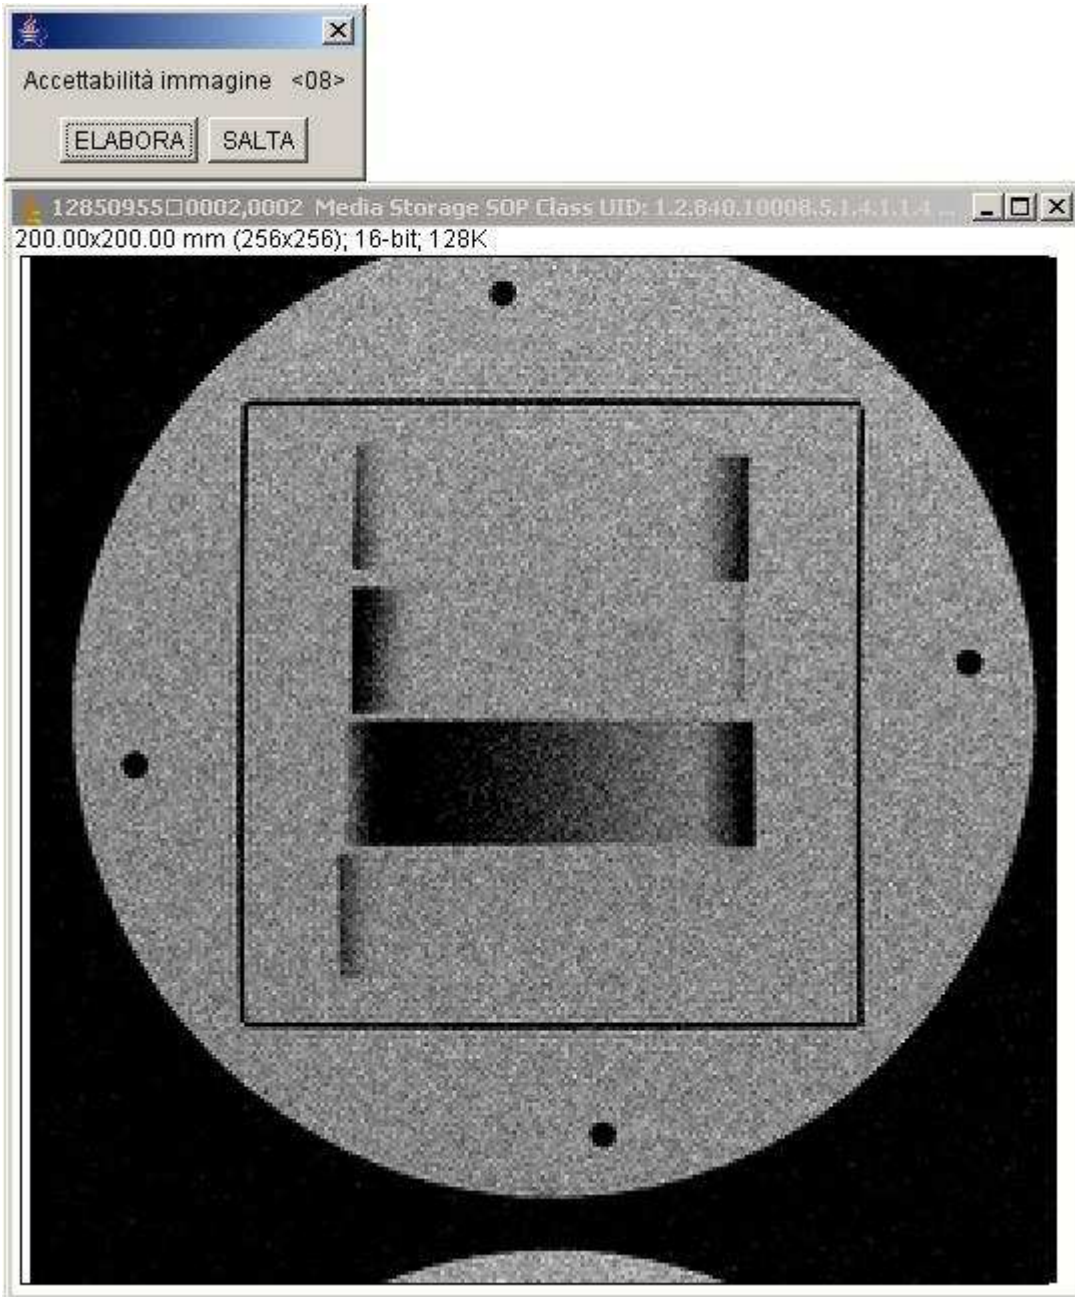 Accettabilità immagine <08>
ELABORA SALTA
12850955□0002,0002 Media Storage SOP Class UID: 1.2.840.10008.5.1.4.1.1.4 ...
200.00x200.00 mm (256x256); 16-bit; 128K